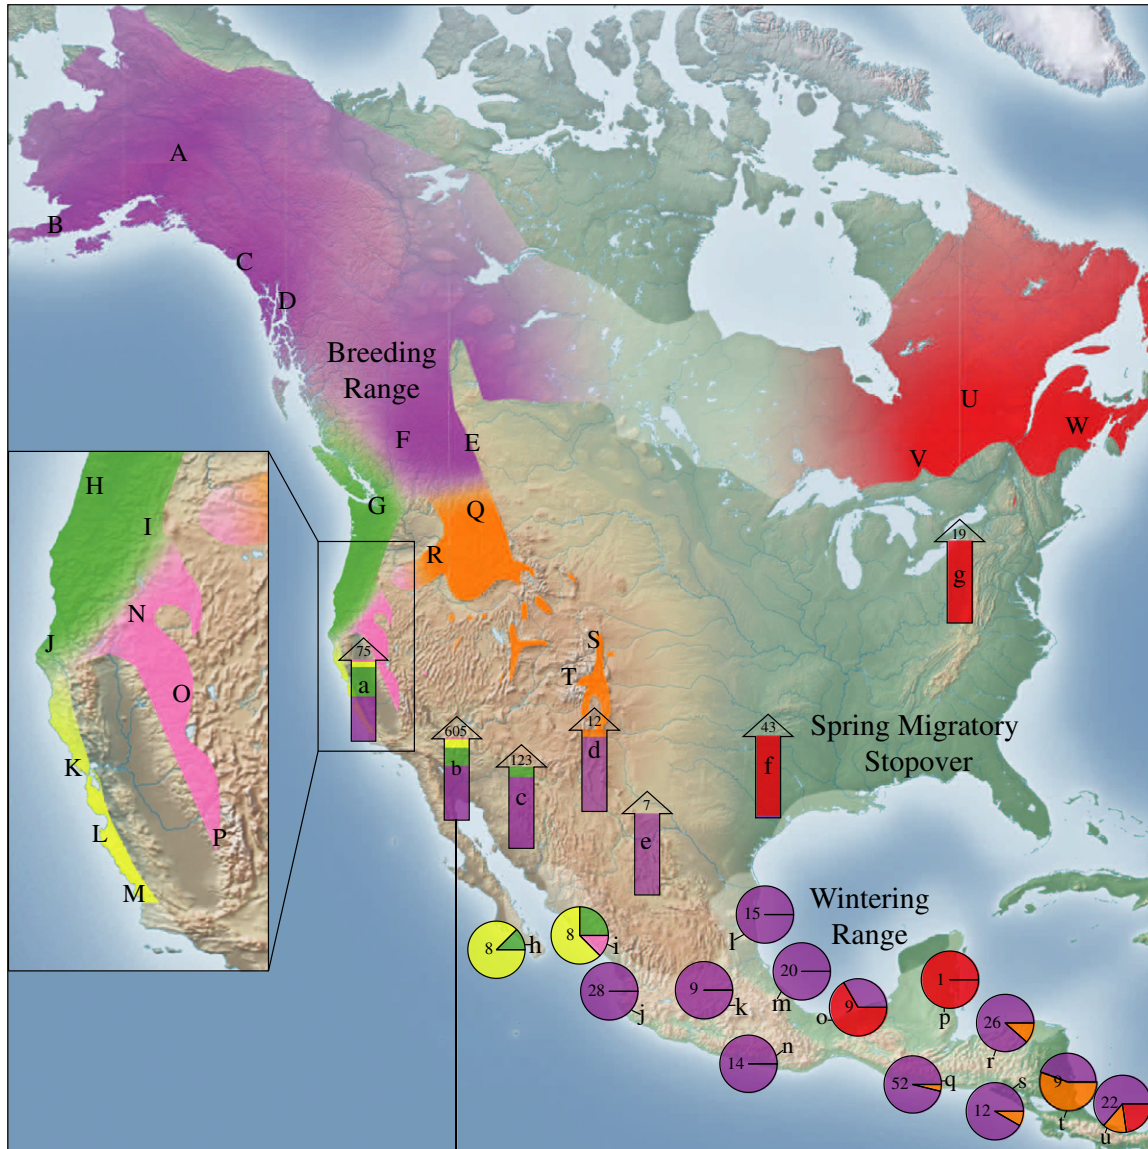 A
B
C
D
U
W
Breeding
Range
F
E
V
H
G
Q
I
19
R
g
N
J
S
75
O
T
a
12
43
Spring Migratory
Stopover
605
123
d
f
K
b
c
7
L
e
P
M
15
Wintering
Range
8
h
8
i
l
20
28
j
9
k
m
9
o
1
p
26
r
14
n
52
q
s
12
9
t
22
u